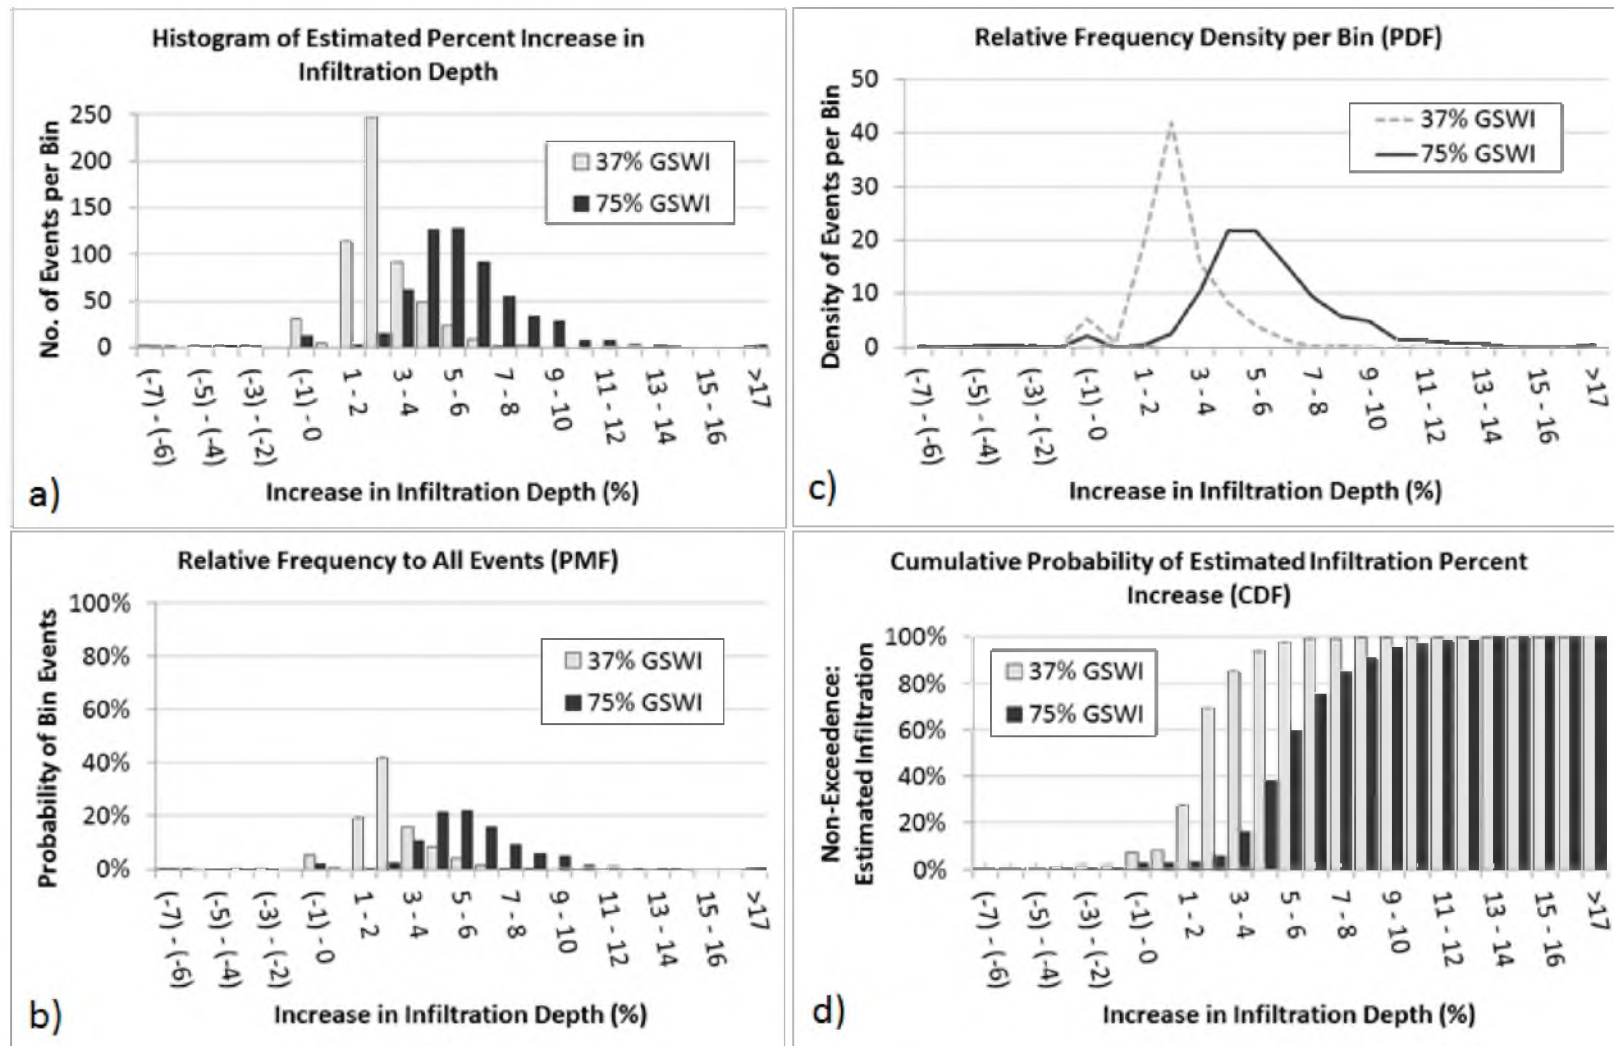 Histogram of Estimated Percent Increase in
Infiltration Depth
No. of Events per Bin
250
200
150
100
50
0
37% GSWI
75% GSWI
(-7) - (-6)
(-5) - (-4)
(-3) - (-2)
(-1) - 0
1 - 2
3 - 4
5 - 6
7 - 8
9 - 10
11 - 12
13 - 14
15 - 16
>17
Increase in Infiltration Depth (%)
a)
Relative Frequency Density per Bin (PDF)
Density of Events per Bin
50
40
30
20
10
0
37% GSWI
75% GSWI
(-7) - (-6)
(-5) - (-4)
(-3) - (-2)
(-1) - 0
1 - 2
3 - 4
5 - 6
7 - 8
9 - 10
11 - 12
13 - 14
15 - 16
>17
Increase in Infiltration Depth (%)
c)
Relative Frequency to All Events (PMF)
Probability of Bin Events
100%
80%
60%
40%
20%
0%
37% GSWI
75% GSWI
(-7) - (-6)
(-5) - (-4)
(-3) - (-2)
(-1) - 0
1 - 2
3 - 4
5 - 6
7 - 8
9 - 10
11 - 12
13 - 14
15 - 16
>17
Increase in Infiltration Depth (%)
b)
Cumulative Probability of Estimated Infiltration Percent
Increase (CDF)
Non-Exceedence:
Estimated Infiltration
100%
80%
60%
40%
20%
0%
37% GSWI
75% GSWI
(-7) - (-6)
(-5) - (-4)
(-3) - (-2)
(-1) - 0
1 - 2
3 - 4
5 - 6
7 - 8
9 - 10
11 - 12
13 - 14
15 - 16
>17
Increase in Infiltration Depth (%)
d)